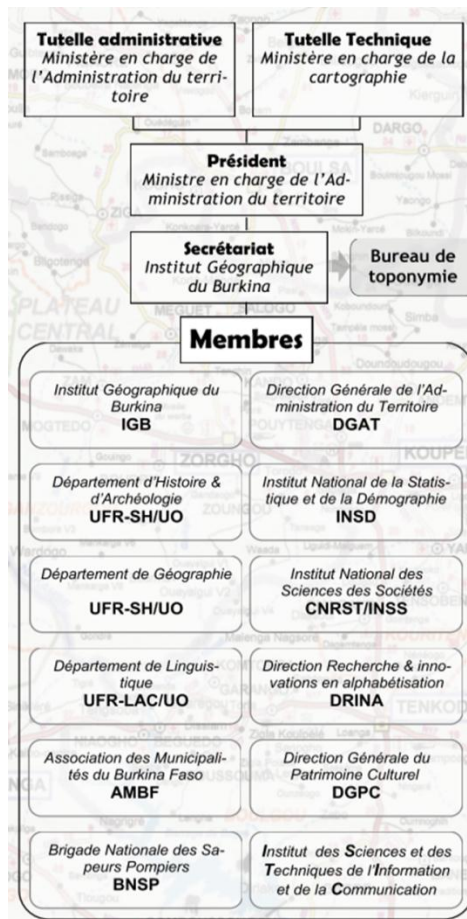 Tutelle administrative
Ministère en charge de
l'Administration du terri-
toire
Tutelle Technique
Ministère en charge de la
cartographie
Président
Ministre en charge de l'Ad-
ministration du territoire
Secrétariat
Institut Géographique
du Burkina
Bureau de
toponymie
Membres
Institut Géographique du
Burkina
IGB
Direction Générale de l'Ad-
ministration du Territoire
DGAT
Département d'Histoire &
d'Archéologie
UFR-SH/UO
Institut National de la Statis-
tique et de la Démographie
INSD
Département de Géographie
UFR-SH/UO
Institut National des
Sciences des Sociétés
CNRST/INSS
Département de Linguis-
tique
UFR-LAC/UO
Direction Recherche & inno-
vations en alphabétisation
DRINA
Association des Municipali-
tés du Burkina Faso
AMBF
Direction Générale du
Patrimoine Culturel
DGPC
Brigade Nationale des Sa-
peurs Pompiers
BNSP
Institut des Sciences et des
Techniques de l'Information
et de la Communication
DARGO
BOULSA
PLATEAU
CENTRAL
MEGUET
ZORGHO